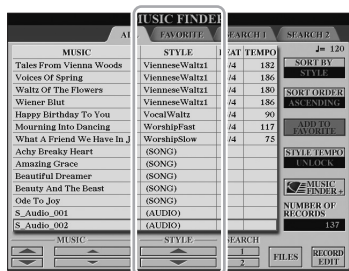 MUSIC FINDER
FAVORITE SEARCH 1 SEARCH 2
MUSIC STYLE BEAT TEMPO
♩= 120
Tales From Vienna Woods VienneseWaltz1 /4 182
Voices Of Spring VienneseWaltz1 /4 186
Waltz Of The Flowers VienneseWaltz1 /4 180
Wiener Blut VienneseWaltz1 /4 186
Happy Birthday To You VocalWaltz /4 90
Mourning Into Dancing WorshipFast /4 117
What A Friend We Have In J WorshipSlow /4 75
Achy Breaky Heart (SONG)
Amazing Grace (SONG)
Beautiful Dreamer (SONG)
Beauty And The Beast (SONG)
Ode To Joy (SONG)
S_Audio_001 (AUDIO)
S_Audio_002 (AUDIO)
SORT BY
STYLE
SORT ORDER
ASCENDING
ADD TO
FAVORITE
STYLE TEMPO
UNLOCK
MUSIC
FINDER+
NUMBER OF
RECORDS
137
MUSIC STYLE SEARCH
1
2
FILES
RECORD
EDIT